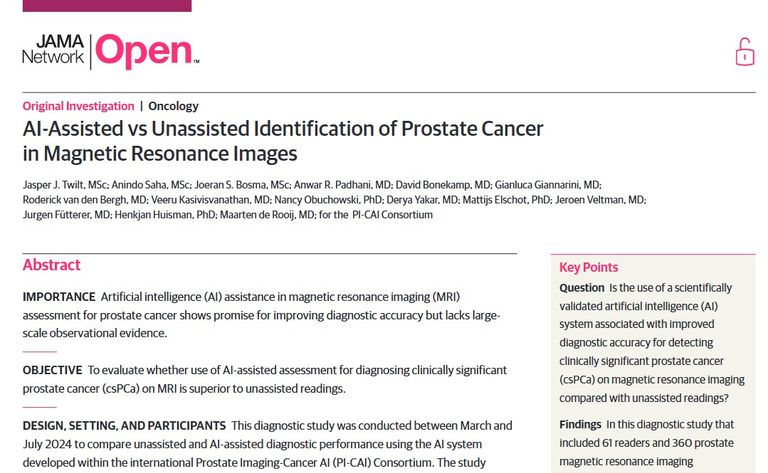 JAMA
Network
Open™
Original Investigation | Oncology
AI-Assisted vs Unassisted Identification of Prostate Cancer
in Magnetic Resonance Images
Jasper J. Twilt, MSc; Anindo Saha, MSc; Joeran S. Bosma, MSc; Anwar R. Padhani, MD; David Bonekamp, MD; Gianluca Giannarini, MD;
Roderick van den Bergh, MD; Veeru Kasivisvanathan, MD; Nancy Obuchowski, PhD; Derya Yakar, MD; Mattijs Elschot, PhD; Jeroen Veltman, MD;
Jurgen Fütterer, MD; Henkjan Huisman, PhD; Maarten de Rooij, MD; for the PI-CAI Consortium
Abstract
IMPORTANCE Artificial intelligence (AI) assistance in magnetic resonance imaging (MRI)
assessment for prostate cancer shows promise for improving diagnostic accuracy but lacks large-
scale observational evidence.
OBJECTIVE To evaluate whether use of AI-assisted assessment for diagnosing clinically significant
prostate cancer (csPCa) on MRI is superior to unassisted readings.
DESIGN, SETTING, AND PARTICIPANTS This diagnostic study was conducted between March and
July 2024 to compare unassisted and AI-assisted diagnostic performance using the AI system
developed within the international Prostate Imaging-Cancer AI (PI-CAI) Consortium. The study
Key Points
Question Is the use of a scientifically
validated artificial intelligence (AI)
system associated with improved
diagnostic accuracy for detecting
clinically significant prostate cancer
(csPCa) on magnetic resonance imaging
compared with unassisted readings?
Findings In this diagnostic study that
included 61 readers and 360 prostate
magnetic resonance imaging